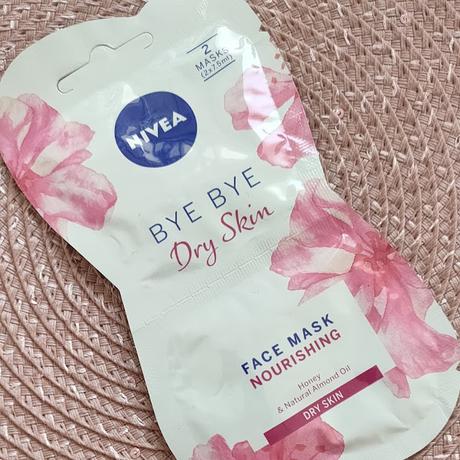 2
MASKS
(2x7.5ml)
NIVEA
BYE BYE
Dry Skin
FACE MASK
NOURISHING
Honey
& Natural Almond Oil
DRY SKIN